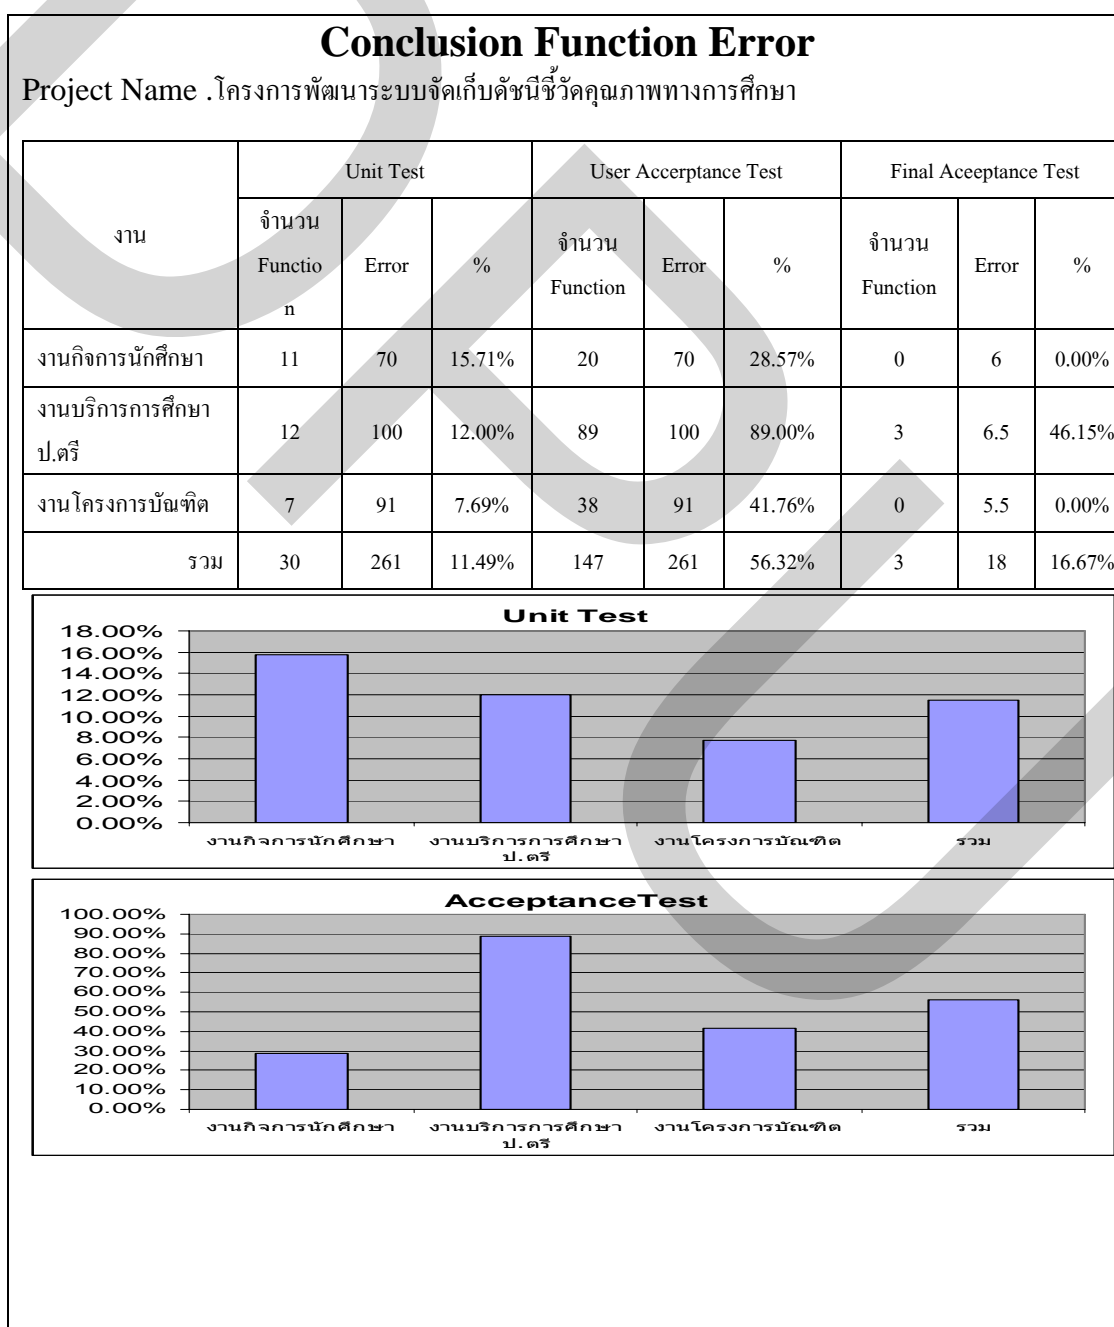 Conclusion Function Error
Project Name .โครงการพัฒนาระบบจัดเก็บดัชนีชี้วัดคุณภาพทางการศึกษา
งาน Unit Test User Accerptance Test Final Aceeptance Test
จำนวน Functio n Error % จำนวน Function Error % จำนวน Function Error %
งานกิจการนักศึกษา 11 70 15.71% 20 70 28.57% 0 6 0.00%
งานบริการการศึกษา ป.ตรี 12 100 12.00% 89 100 89.00% 3 6.5 46.15%
งานโครงการบัณฑิต 7 91 7.69% 38 91 41.76% 0 5.5 0.00%
รวม 30 261 11.49% 147 261 56.32% 3 18 16.67%
Unit Test
18.00%
16.00%
14.00%
12.00%
10.00%
8.00%
6.00%
4.00%
2.00%
0.00%
งานกิจการนักศึกษา งานบริการการศึกษา งานโครงการบัณฑิต รวม
ป.ตรี
AcceptanceTest
100.00%
90.00%
80.00%
70.00%
60.00%
50.00%
40.00%
30.00%
20.00%
10.00%
0.00%
งานกิจการนักศึกษา งานบริการการศึกษา งานโครงการบัณฑิต รวม
ป.ตรี
DPU